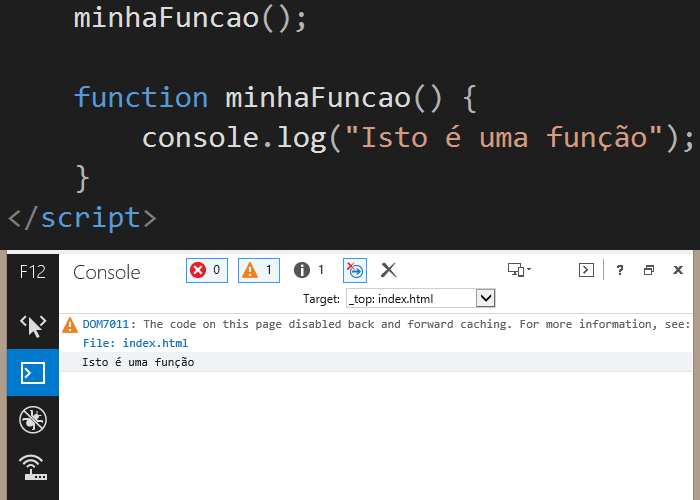 minhaFuncao();
function minhaFuncao() {
console.log("Isto é uma função");
}
</script>
F12 Console 0 1 1 ?
Target: _top: index.html
DOM7011: The code on this page disabled back and forward caching. For more information, see:
File: index.html
Isto é uma função